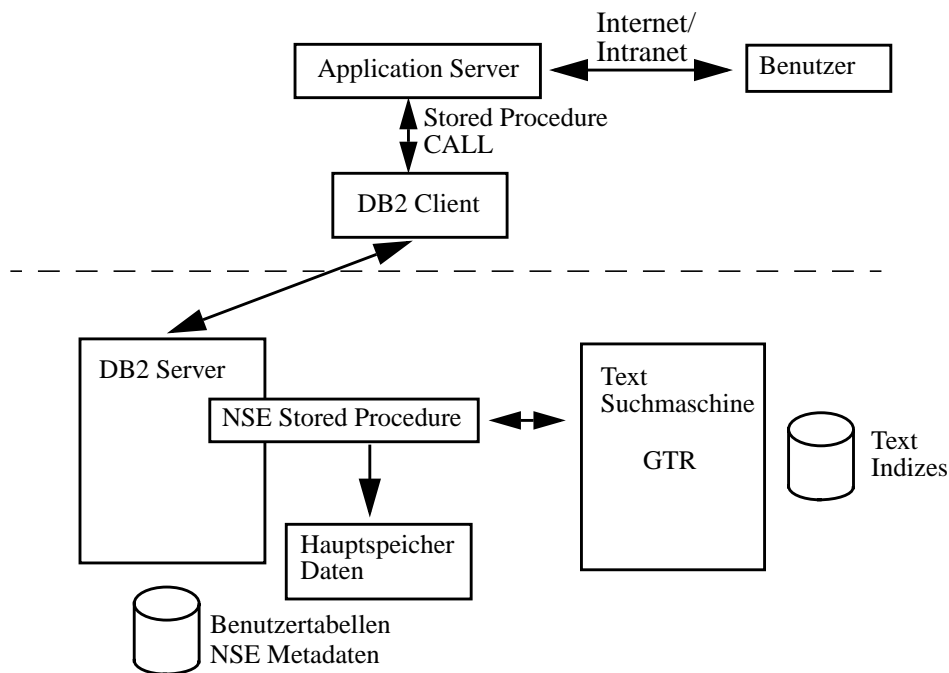 Internet/
Intranet
Application Server
Benutzer
Stored Procedure
CALL
DB2 Client
DB2 Server
NSE Stored Procedure
Text
Suchmaschine
GTR
Text
Indizes
Hauptspeicher
Daten
Benutzertabellen
NSE Metadaten